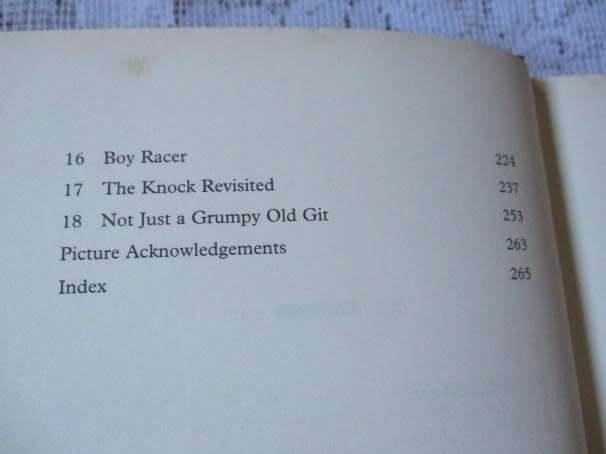 16 Boy Racer 224
17 The Knock Revisited 237
18 Not Just a Grumpy Old Git 253
Picture Acknowledgements 263
Index 265